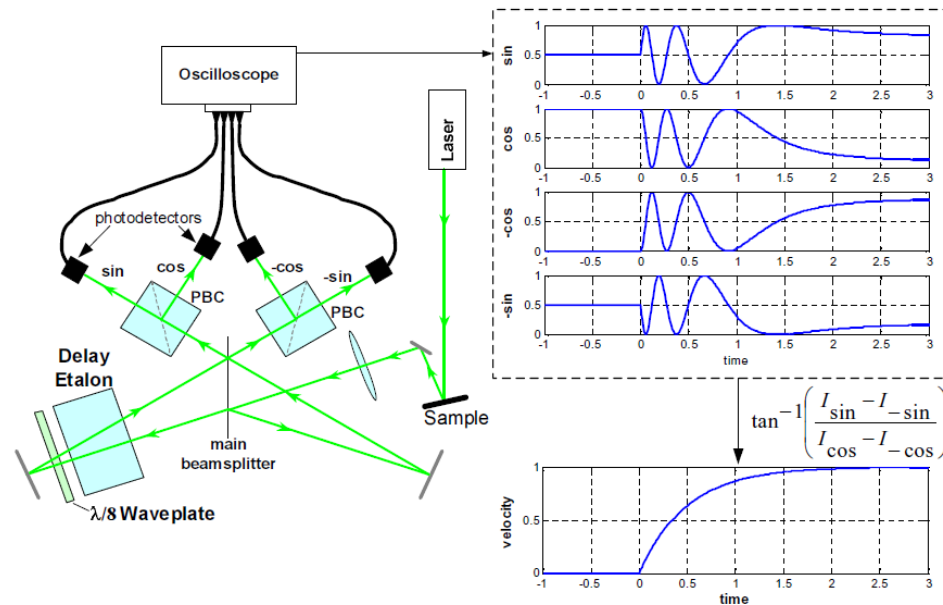 Oscilloscope
Laser
photodetectors
sin
cos
-cos
-sin
PBC
PBC
Delay
Etalon
Sample
main
beamsplitter
λ/8 Waveplate
sin
1
0.5
0
-1 -0.5 0 0.5 1 1.5 2 2.5 3
cos
1
0.5
0
-1 -0.5 0 0.5 1 1.5 2 2.5 3
-cos
1
0.5
0
-1 -0.5 0 0.5 1 1.5 2 2.5 3
-sin
1
0.5
0
-1 -0.5 0 0.5 1 1.5 2 2.5 3
time
tan⁻¹((I_sin − I_−sin)/(I_cos − I_−cos))
velocity
1
0.5
0
-1 -0.5 0 0.5 1 1.5 2 2.5 3
time